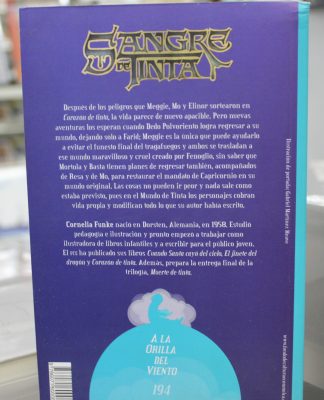 SANGRE
DE TINTA
Después de los peligros que Meggie, Mo y Elinor sortearon en
Corazón de tinta, la vida parece de nuevo apacible. Pero nuevas
aventuras los esperan cuando Dedo Polvoriento logra regresar a su
mundo, dejando solo a Farid; Meggie es la única que puede ayudarlo
a evitar el funesto final del tragafuegos y ambos se trasladan a
ese mundo maravilloso y cruel creado por Fenoglio, sin saber que
Mortola y Basta tienen planes de regresar también, acompañados
de Resa y de Mo, para restaurar el mandato de Capricornio en su
mundo original. Las cosas no pueden ir peor y nada sale como
estaba previsto, pues en el Mundo de Tinta los personajes cobran
vida propia y modifican todo lo que su autor había escrito.
Cornelia Funke nació en Dorsten, Alemania, en 1958. Estudió
pedagogía e ilustración y pronto empezó a trabajar como
ilustradora de libros infantiles y a escribir para el público joven.
El FCE ha publicado sus libros Cuando Santa cayó del cielo, El jinete del
dragón y Corazón de tinta. Además, prepara la entrega final de la
trilogía, Muerte de tinta.
A LA
ORILLA
DEL
VIENTO
194
Ilustración de portada: Gabriel Martínez Meave